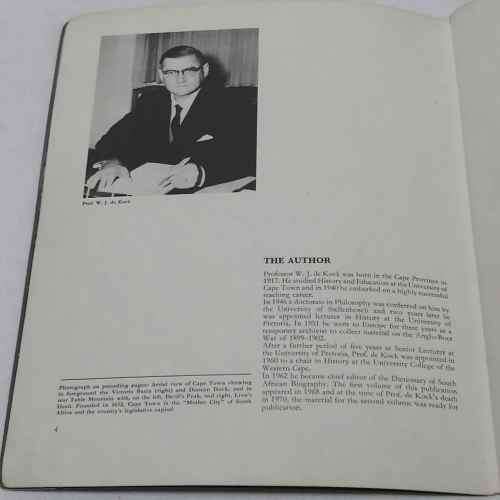 Prof. W. J. de Kock
THE AUTHOR
Professor W. J. de Kock was born in the Cape Province in
1917. He studied History and Education at the University of
Cape Town and in 1940 he embarked on a highly successful
teaching career.
In 1946 a doctorate in Philosophy was conferred on him by
the University of Stellenbosch and two years later he
was appointed lecturer in History at the University of
Pretoria. In 1951 he went to Europe for three years as a
temporary archivist to collect material on the Anglo-Boer
War of 1899-1902.
After a further period of five years as Senior Lecturer at
the University of Pretoria, Prof. de Kock was appointed in
1960 to a chair in History at the University College of the
Western Cape.
In 1962 he became chief editor of the Dictionary of South
African Biography. The first volume of this publication
appeared in 1968 and at the time of Prof. de Kock's death
in 1970, the material for the second volume was ready for
publication.
Photograph on preceding pages: Aerial view of Cape Town showing
in foreground the Victoria Basin (right) and Duncan Dock, and in
rear Table Mountain with, on the left, Devil's Peak, and right, Lion's
Head. Founded in 1652, Cape Town is the "Mother City" of South
Africa and the country's legislative capital.
4